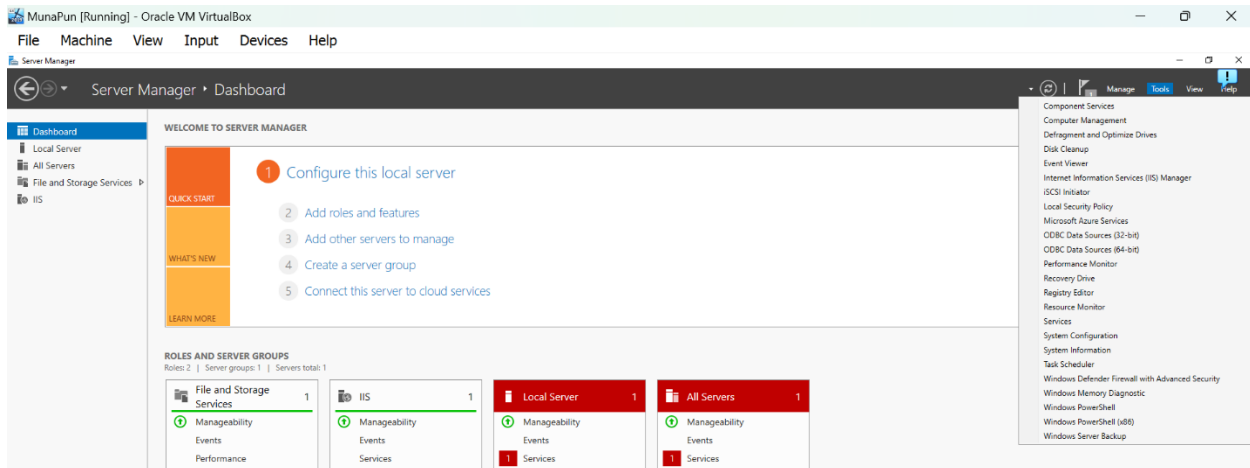 MunaPun [Running] - Oracle VM VirtualBox
File Machine View Input Devices Help
Server Manager
Server Manager • Dashboard
Manage Tools View Help
Dashboard
Local Server
All Servers
File and Storage Services
IIS
WELCOME TO SERVER MANAGER
QUICK START
WHAT'S NEW
LEARN MORE
1 Configure this local server
2 Add roles and features
3 Add other servers to manage
4 Create a server group
5 Connect this server to cloud services
ROLES AND SERVER GROUPS
Roles: 2 | Server groups: 1 | Servers total: 1
File and Storage Services 1
Manageability
Events
Performance
IIS 1
Manageability
Events
Services
Local Server 1
Manageability
Events
1 Services
All Servers 1
Manageability
Events
1 Services
Component Services
Computer Management
Defragment and Optimize Drives
Disk Cleanup
Event Viewer
Internet Information Services (IIS) Manager
iSCSI Initiator
Local Security Policy
Microsoft Azure Services
ODBC Data Sources (32-bit)
ODBC Data Sources (64-bit)
Performance Monitor
Recovery Drive
Registry Editor
Resource Monitor
Services
System Configuration
System Information
Task Scheduler
Windows Defender Firewall with Advanced Security
Windows Memory Diagnostic
Windows PowerShell
Windows PowerShell (x86)
Windows Server Backup